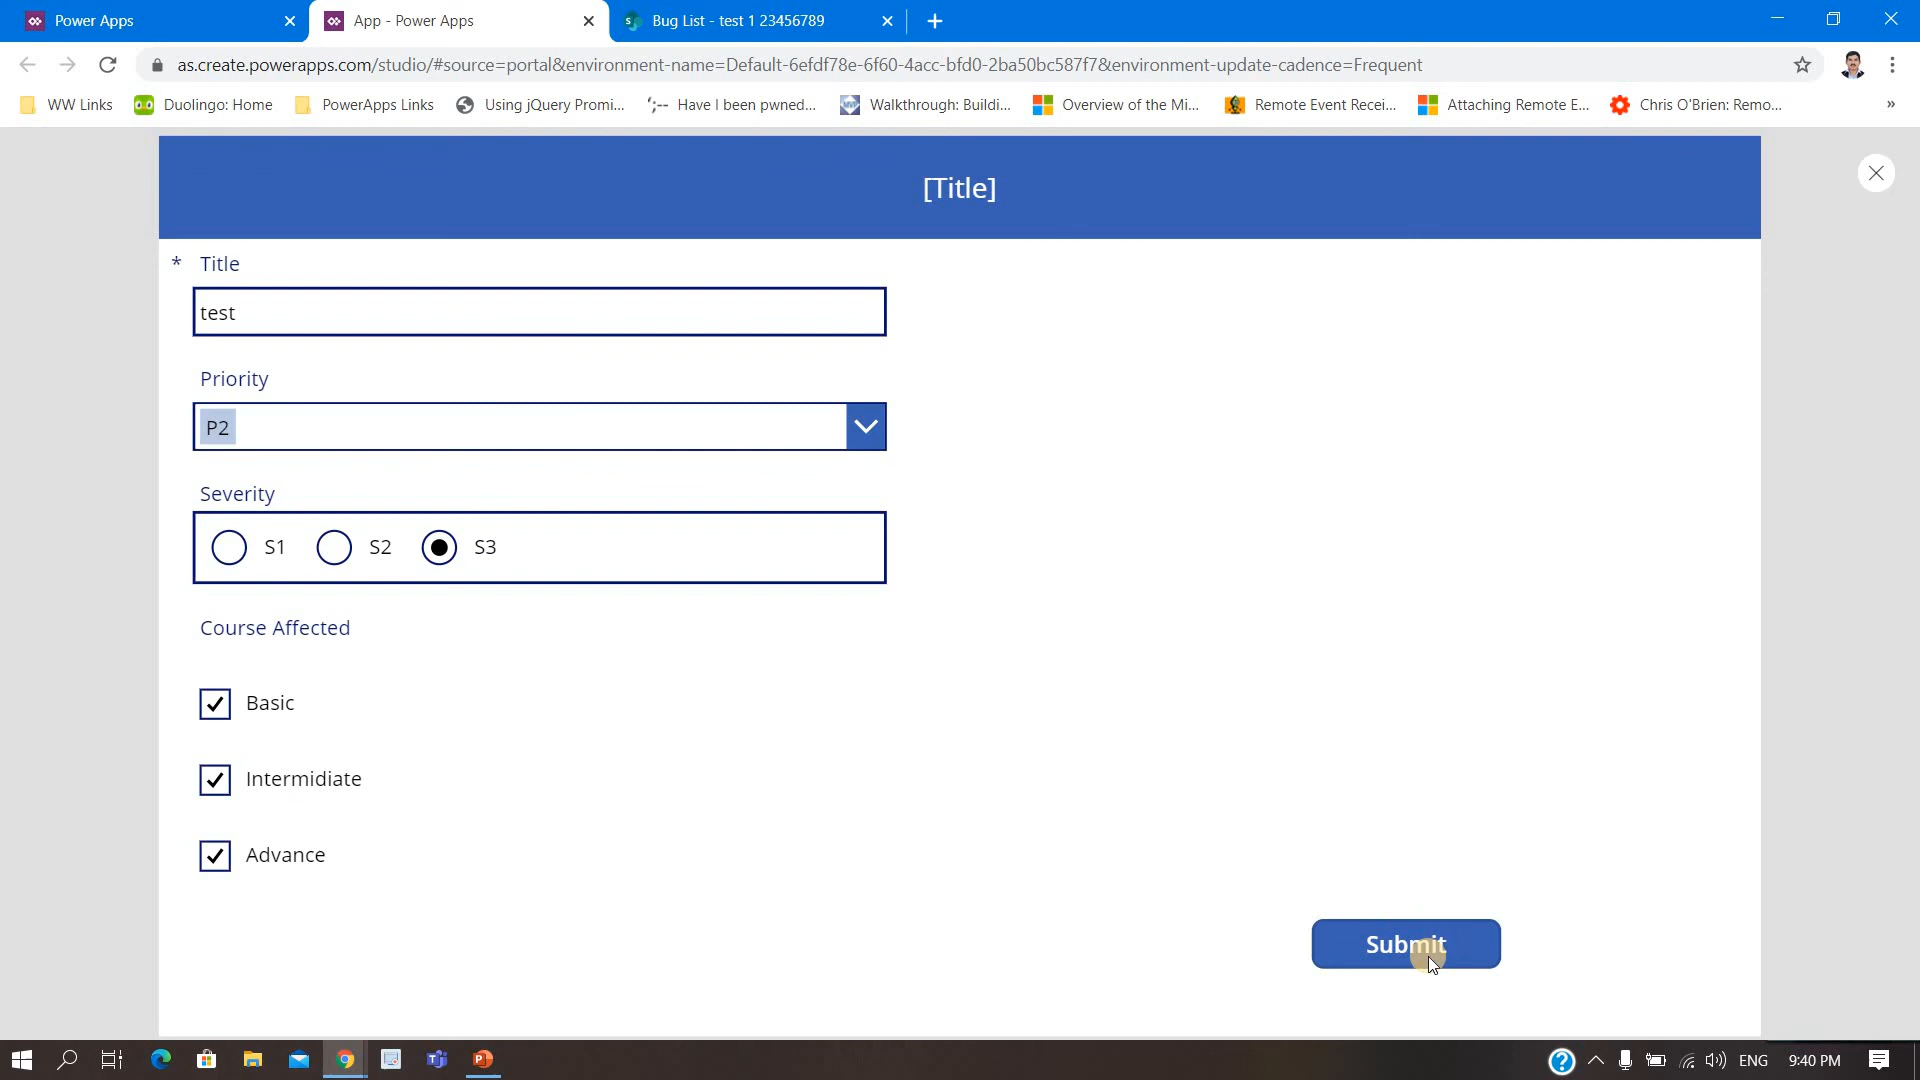 Power Apps
App - Power Apps
Bug List - test 1 23456789
as.create.powerapps.com/studio/#source=portal&environment-name=Default-6efdf78e-6f60-4acc-bfd0-2ba50bc587f7&environment-update-cadence=Frequent
WW Links
Duolingo: Home
PowerApps Links
Using jQuery Promi...
Have I been pwned...
Walkthrough: Buildi...
Overview of the Mi...
Remote Event Recei...
Attaching Remote E...
Chris O'Brien: Remo...
»
[Title]
* Title
test
Priority
P2
Severity
S1 S2 S3
Course Affected
Basic
Intermidiate
Advance
Submit
ENG 9:40 PM